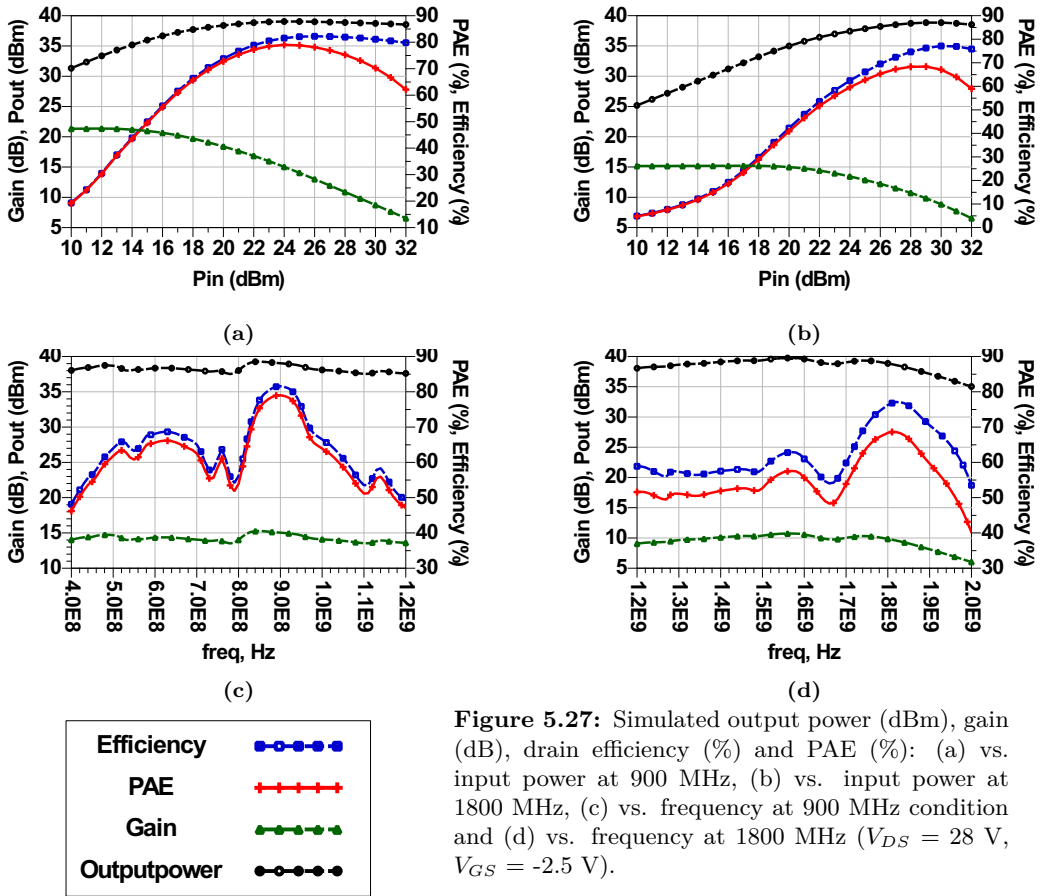 40
35
30
25
20
15
10
5
Gain (dB), Pout (dBm)
90
80
70
60
50
40
30
20
10
PAE (%), Efficiency (%)
10 12 14 16 18 20 22 24 26 28 30 32
Pin (dBm)
(a)
40
35
30
25
20
15
10
5
Gain (dB), Pout (dBm)
90
80
70
60
50
40
30
20
10
0
PAE (%), Efficiency (%)
10 12 14 16 18 20 22 24 26 28 30 32
Pin (dBm)
(b)
40
35
30
25
20
15
10
Gain (dB), Pout (dBm)
90
80
70
60
50
40
30
PAE (%), Efficiency (%)
4.0E8 5.0E8 6.0E8 7.0E8 8.0E8 9.0E8 1.0E9 1.1E9 1.2E9
freq, Hz
(c)
40
35
30
25
20
15
10
5
Gain (dB), Pout (dBm)
90
80
70
60
50
40
30
PAE (%), Efficiency (%)
1.2E9 1.3E9 1.4E9 1.5E9 1.6E9 1.7E9 1.8E9 1.9E9 2.0E9
freq, Hz
(d)
Efficiency
PAE
Gain
Outputpower
Figure 5.27: Simulated output power (dBm), gain
(dB), drain efficiency (%) and PAE (%): (a) vs.
input power at 900 MHz, (b) vs. input power at
1800 MHz, (c) vs. frequency at 900 MHz condition
and (d) vs. frequency at 1800 MHz (V_DS = 28 V,
V_GS = -2.5 V).